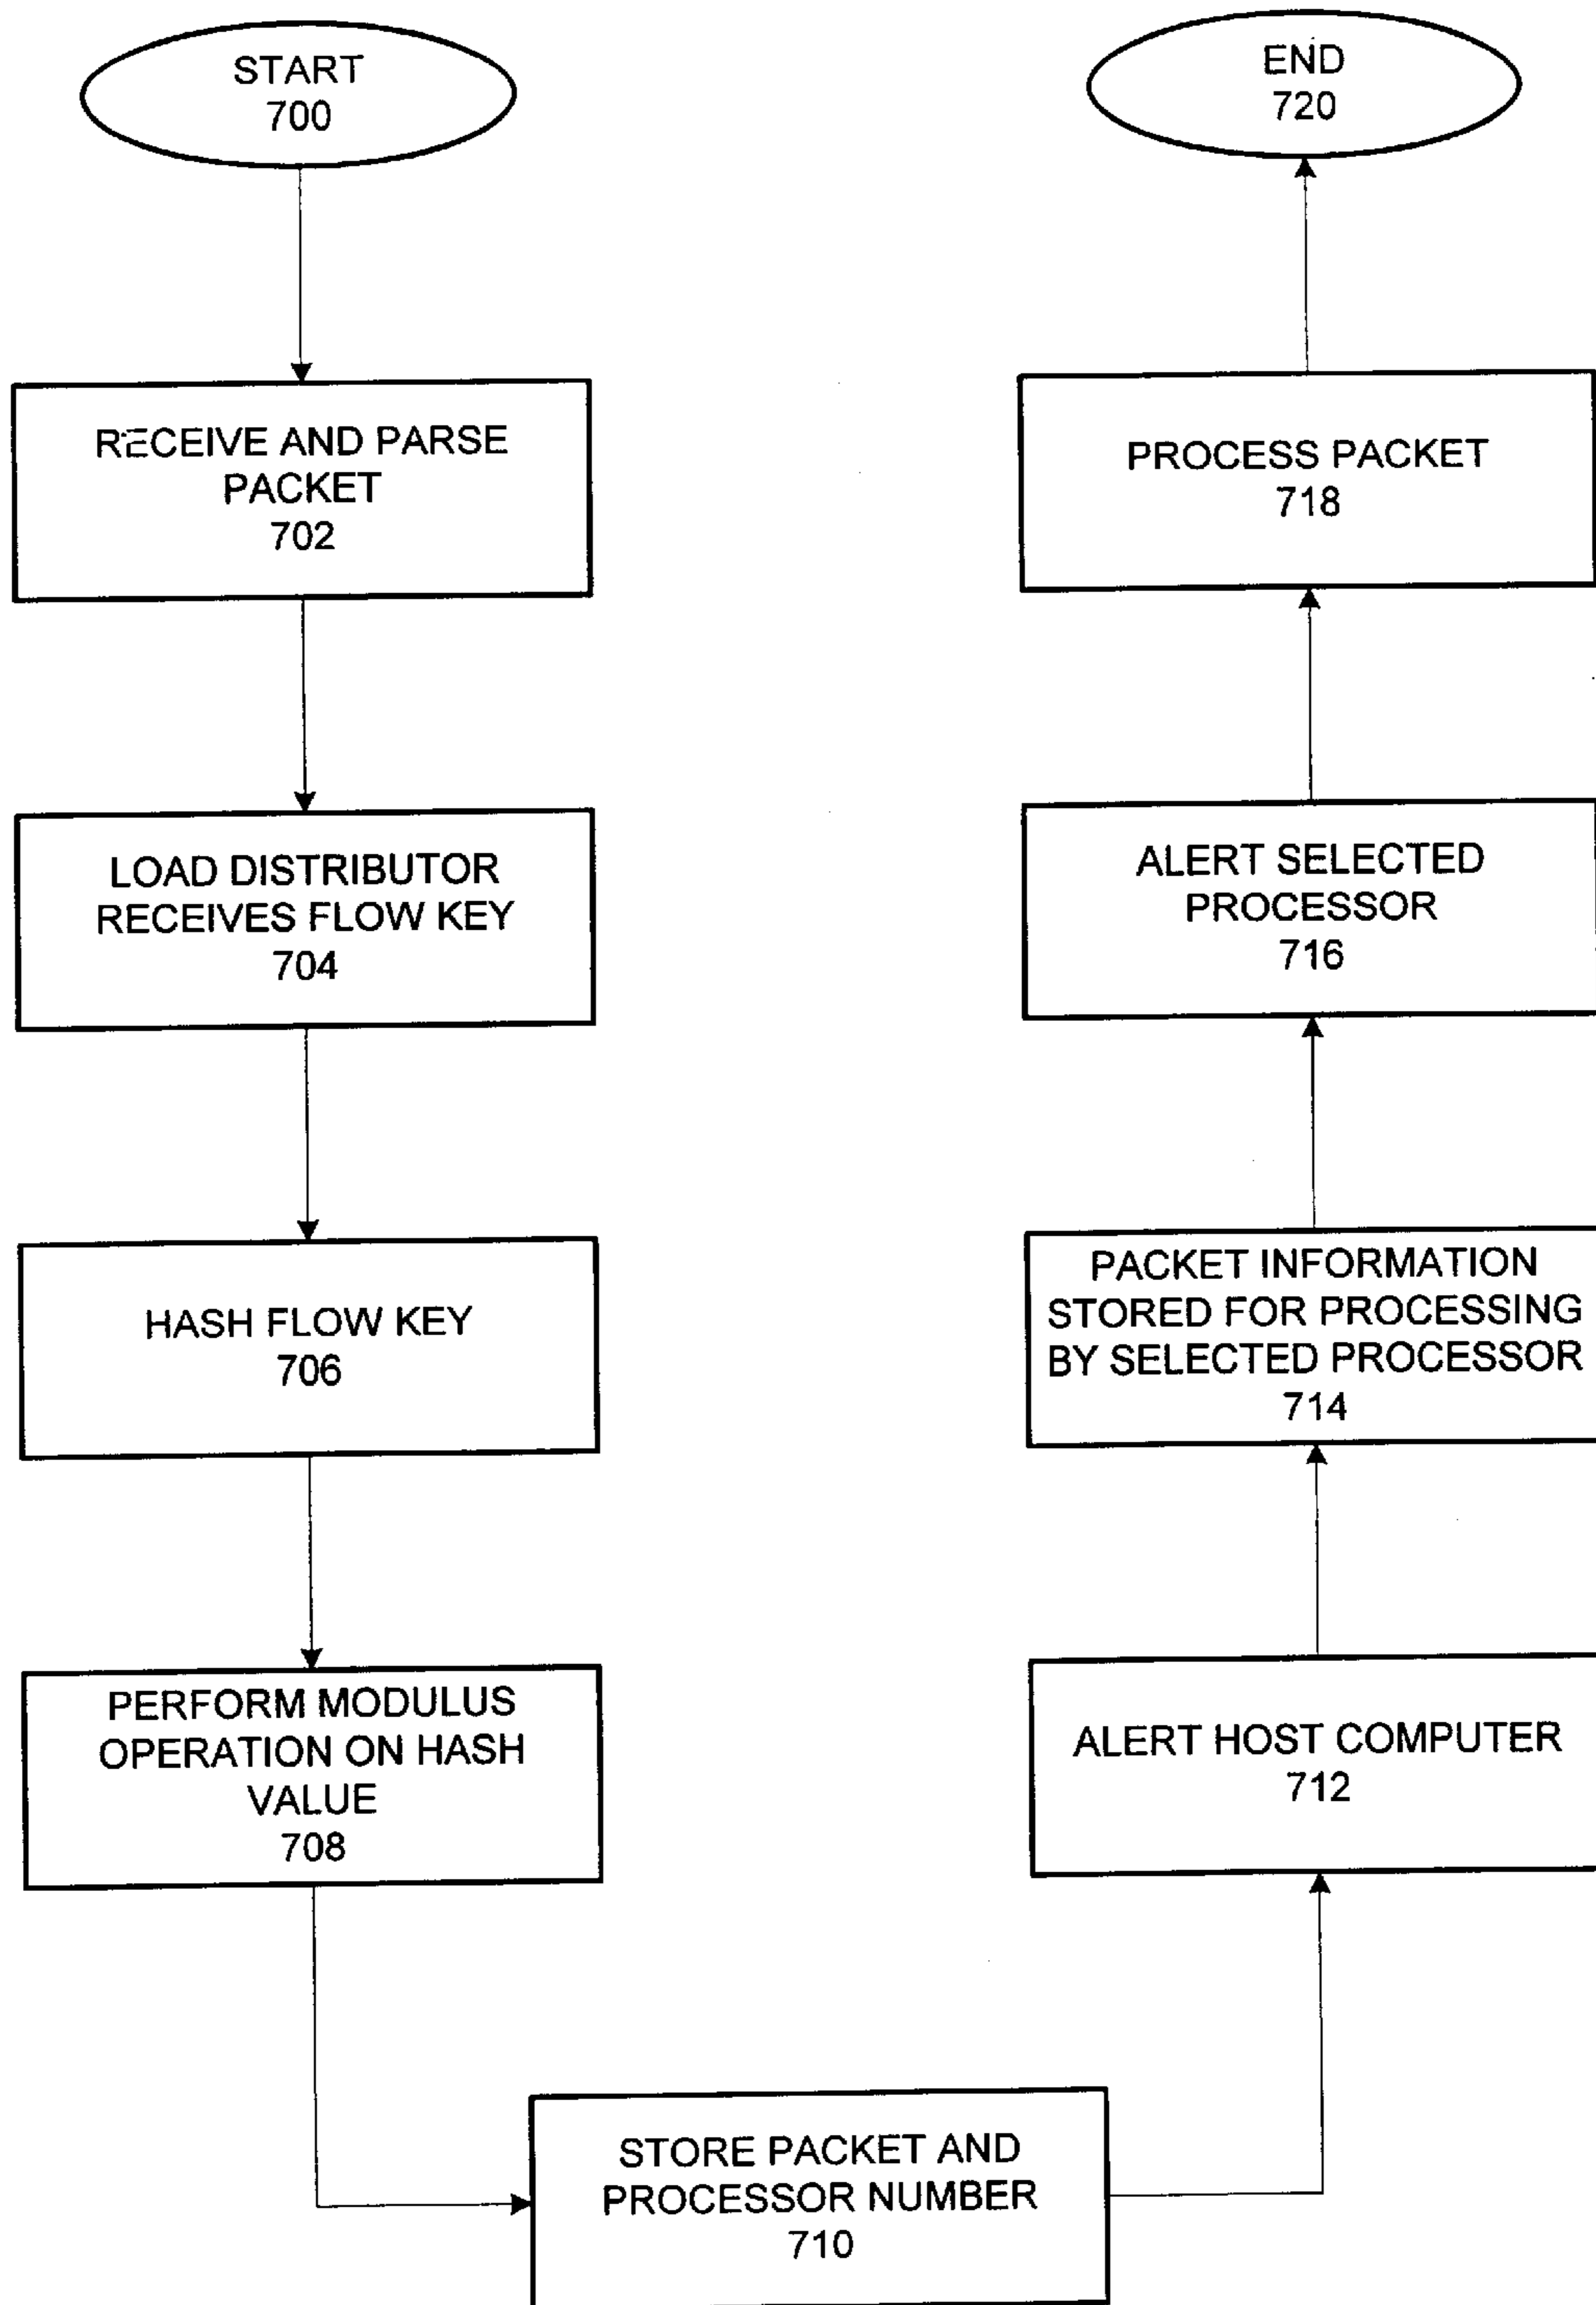 START
700
RECEIVE AND PARSE
PACKET
702
LOAD DISTRIBUTOR
RECEIVES FLOW KEY
704
HASH FLOW KEY
706
PERFORM MODULUS
OPERATION ON HASH
VALUE
708
STORE PACKET AND
PROCESSOR NUMBER
710
ALERT HOST COMPUTER
712
PACKET INFORMATION
STORED FOR PROCESSING
BY SELECTED PROCESSOR
714
ALERT SELECTED
PROCESSOR
716
PROCESS PACKET
718
END
720